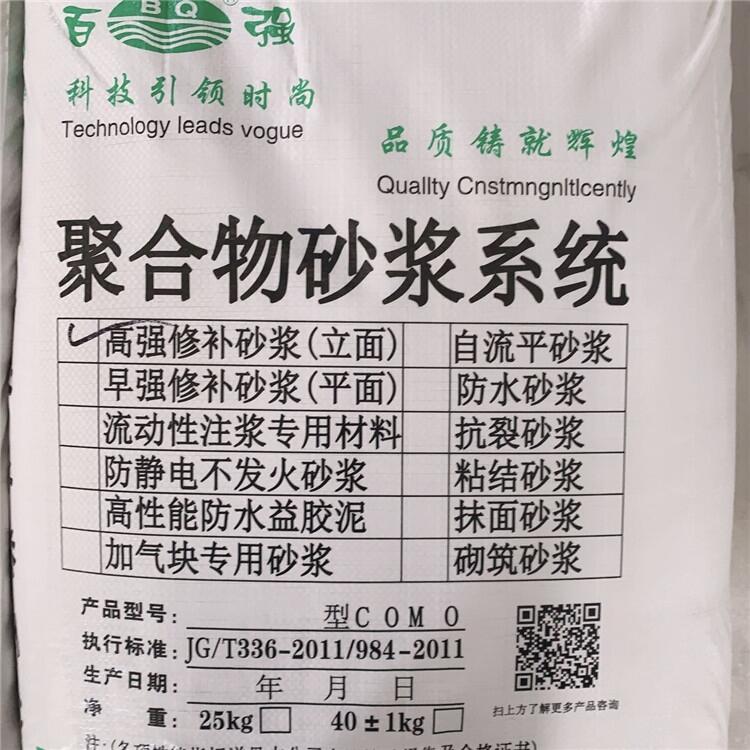 百 BQ ® 强
科技引领时尚
Technology leads vogue
品质铸就辉煌
Quallty CnstmngnltIcently
聚合物砂浆系统
✓ 高强修补砂浆(立面) 自流平砂浆
早强修补砂浆(平面) 防水砂浆
流动性注浆专用材料 抗裂砂浆
防静电不发火砂浆 粘结砂浆
高性能防水益胶泥 抹面砂浆
加气块专用砂浆 砌筑砂浆
产品型号: 型COMO
执行标准: JG/T336-2011/984-2011
生产日期: 年 月 日
净 重: 25kg□ 40±1kg□
扫上方了解更多产品咨询